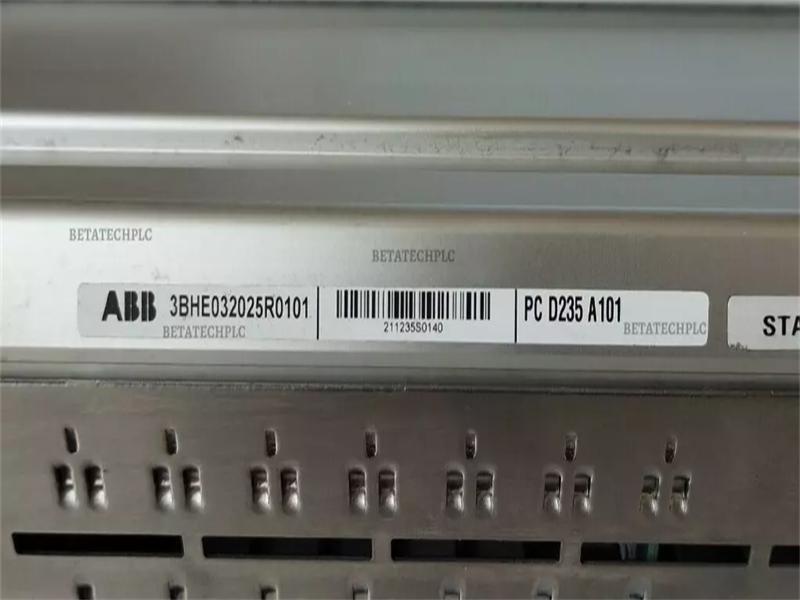 BETATECHPLC
BETATECHPLC
ABB 3BHE032025R0101
BETATECHPLC
211235S0140
PC D235 A101
BETATECHPLC
STA